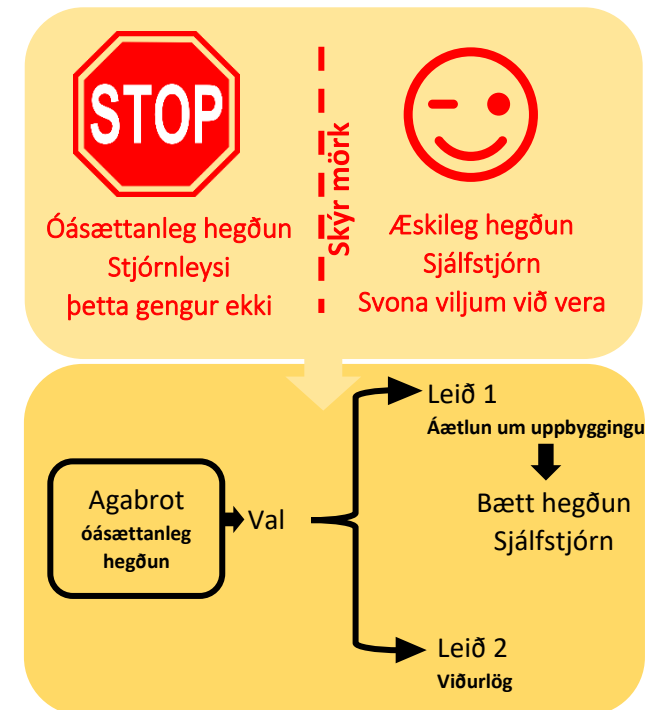 STOP
Óásættanleg hegðun
Stjórnleysi
þetta gengur ekki
Skýr mörk
Æskileg hegðun
Sjálfstjórn
Svona viljum við vera
Agabrot
óásættanleg
hegðun
Val
Leið 1
Áætlun um uppbyggingu
Bætt hegðun
Sjálfstjórn
Leið 2
Viðurlög